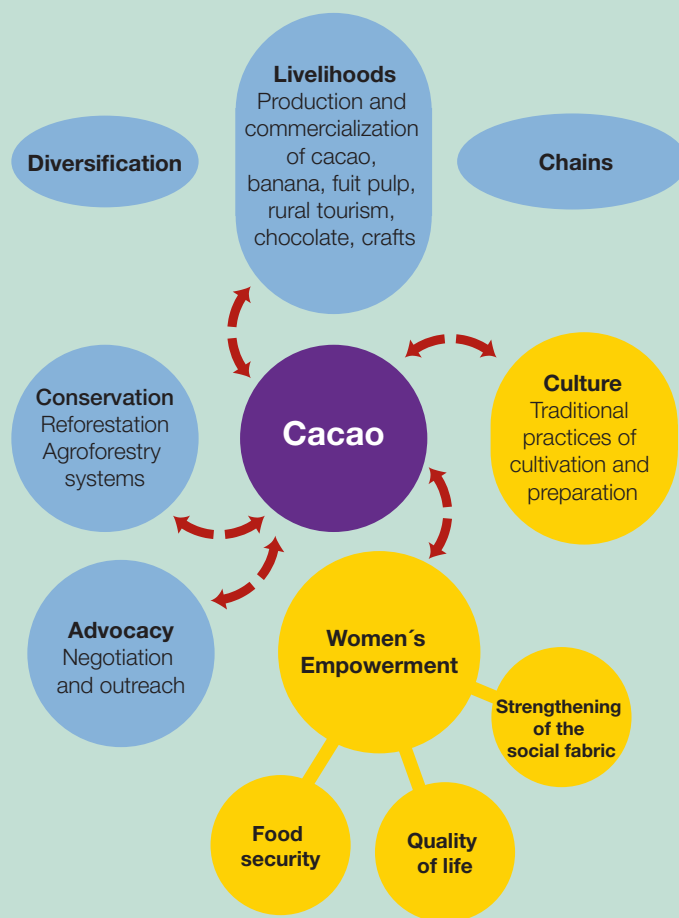 Livelihoods
Production and
commercialization
of cacao,
banana, fuit pulp,
rural tourism,
chocolate, crafts
Diversification
Chains
Conservation
Reforestation
Agroforestry
systems
Cacao
Culture
Traditional
practices of
cultivation and
preparation
Advocacy
Negotiation
and outreach
Women´s
Empowerment
Strengthening
of the
social fabric
Food
security
Quality
of life